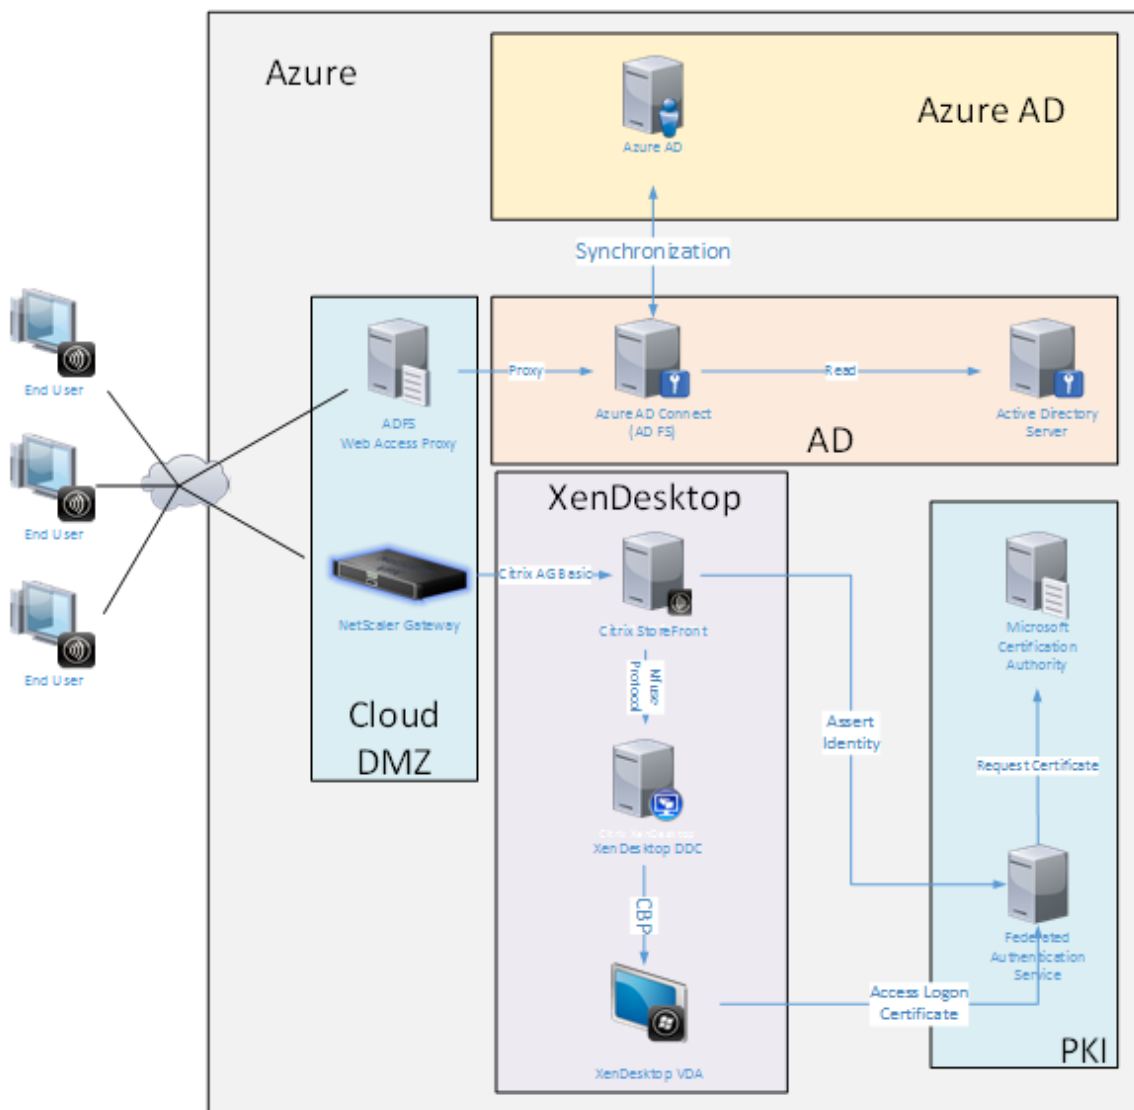 Azure
Azure AD
Azure AD
Synchronization
End User
End User
End User
ADFS
Web Access Proxy
Proxy
Azure AD Connect
(AD FS)
Read
Active Directory
Server
AD
NetScaler Gateway
Cloud
DMZ
Citrix AG Basic
XenDesktop
Citrix StoreFront
Nfuse
Protocol
Citrix XenDesktop
XenDesktop DDC
CBP
XenDesktop VDA
Assert
Identity
Access Logon
Certificate
Microsoft
Certification
Authority
Request Certificate
Federated
Authentication
Service
PKI